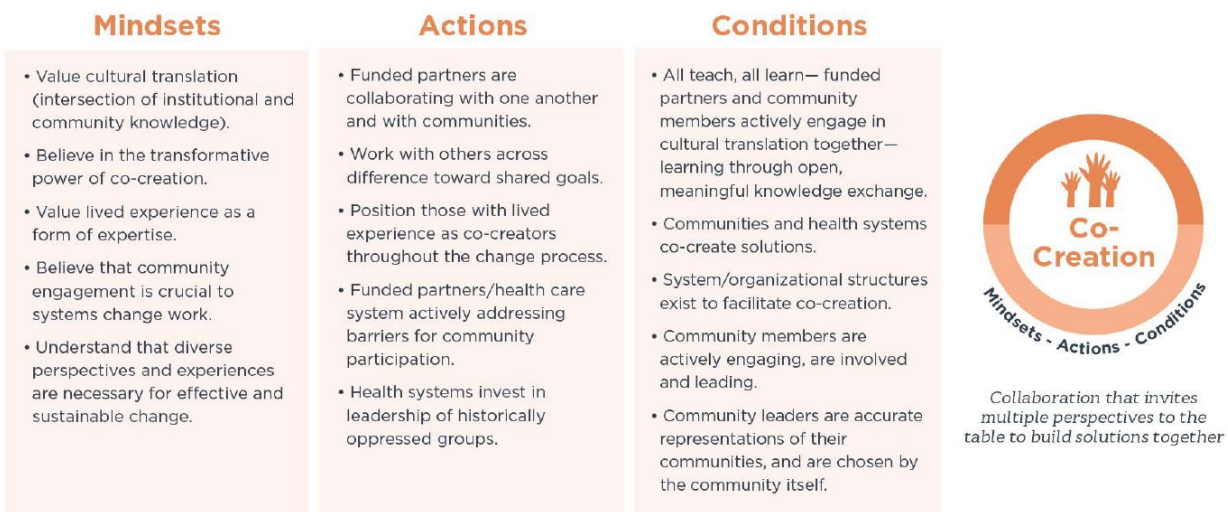 Mindsets
• Value cultural translation
(intersection of institutional and
community knowledge).
• Believe in the transformative
power of co-creation.
• Value lived experience as a
form of expertise.
• Believe that community
engagement is crucial to
systems change work.
• Understand that diverse
perspectives and experiences
are necessary for effective and
sustainable change.
Actions
• Funded partners are
collaborating with one another
and with communities.
• Work with others across
difference toward shared goals.
• Position those with lived
experience as co-creators
throughout the change process.
• Funded partners/health care
system actively addressing
barriers for community
participation.
• Health systems invest in
leadership of historically
oppressed groups.
Conditions
• All teach, all learn— funded
partners and community
members actively engage in
cultural translation together—
learning through open,
meaningful knowledge exchange.
• Communities and health systems
co-create solutions.
• System/organizational structures
exist to facilitate co-creation.
• Community members are
actively engaging, are involved
and leading.
• Community leaders are accurate
representations of their
communities, and are chosen by
the community itself.
Co-
Creation
Mindsets - Actions - Conditions
Collaboration that invites
multiple perspectives to the
table to build solutions together